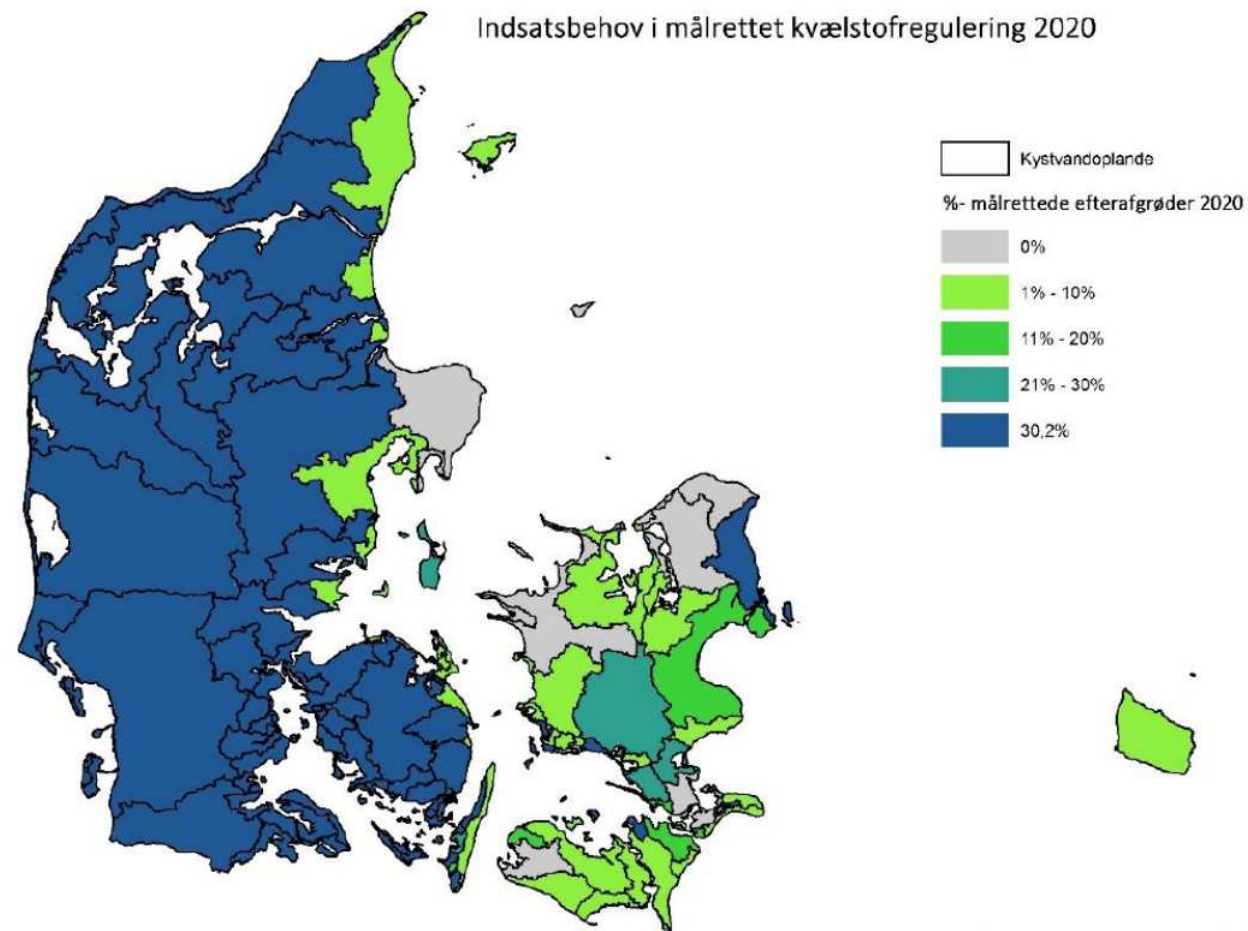 Indsatsbehov i målrettet kvælstofregulering 2020
Kystvandoplande
%- målrettede efterafgrøder 2020
0%
1% - 10%
11% - 20%
21% - 30%
30,2%